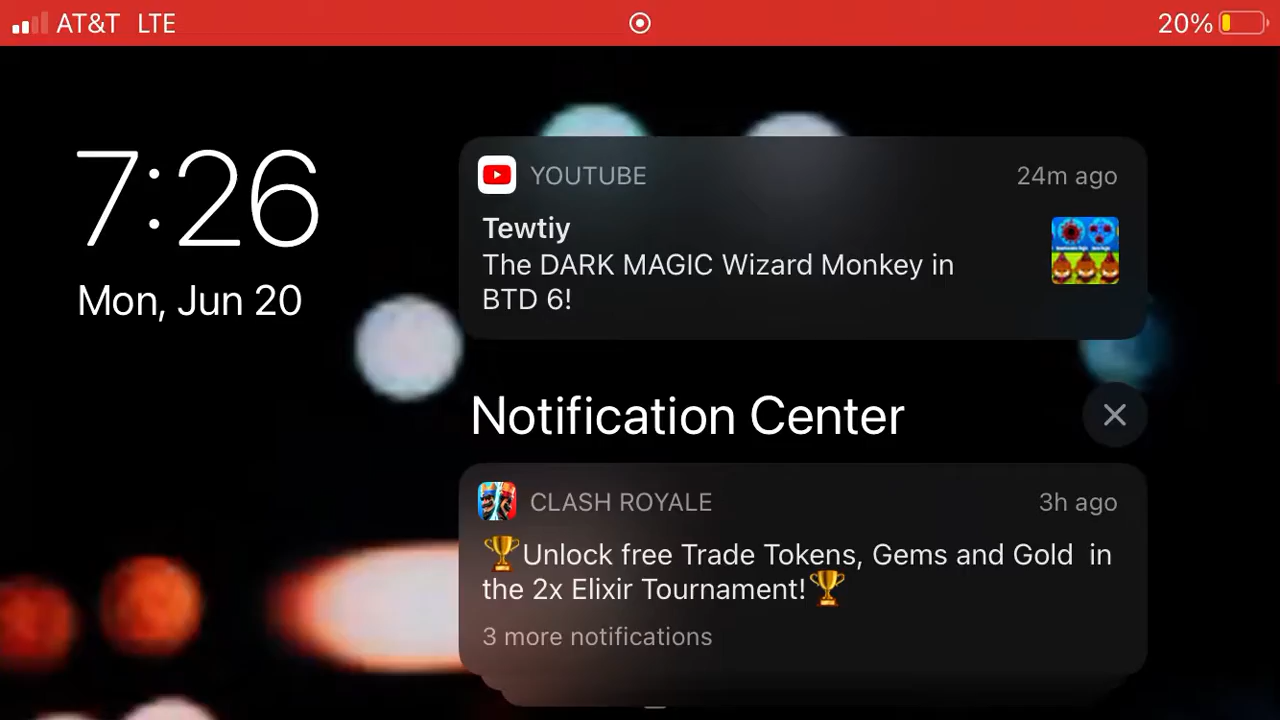 AT&T LTE
20%
7:26
Mon, Jun 20
YOUTUBE
24m ago
Tewtiy
The DARK MAGIC Wizard Monkey in
BTD 6!
Notification Center
CLASH ROYALE
3h ago
🏆Unlock free Trade Tokens, Gems and Gold in
the 2x Elixir Tournament!🏆
3 more notifications